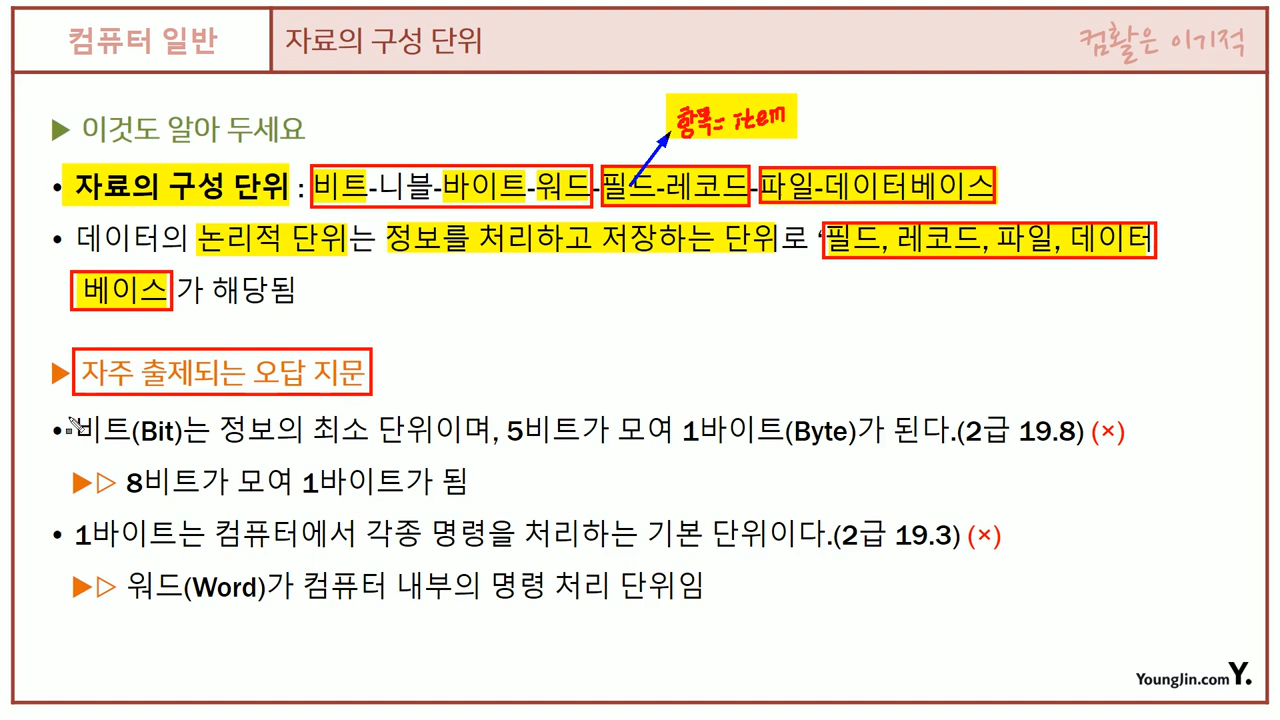 컴퓨터 일반
자료의 구성 단위
컴활은 이기적
▶ 이것도 알아 두세요
항목= item
• 자료의 구성 단위 : 비트-니블-바이트-워드-필드-레코드-파일-데이터베이스
• 데이터의 논리적 단위는 정보를 처리하고 저장하는 단위로 ‘필드, 레코드, 파일, 데이터
베이스’가 해당됨
▶ 자주 출제되는 오답 지문
• 비트(Bit)는 정보의 최소 단위이며, 5비트가 모여 1바이트(Byte)가 된다.(2급 19.8) (×)
▶▷ 8비트가 모여 1바이트가 됨
• 1바이트는 컴퓨터에서 각종 명령을 처리하는 기본 단위이다.(2급 19.3) (×)
▶▷ 워드(Word)가 컴퓨터 내부의 명령 처리 단위임
YoungJin.com Y.